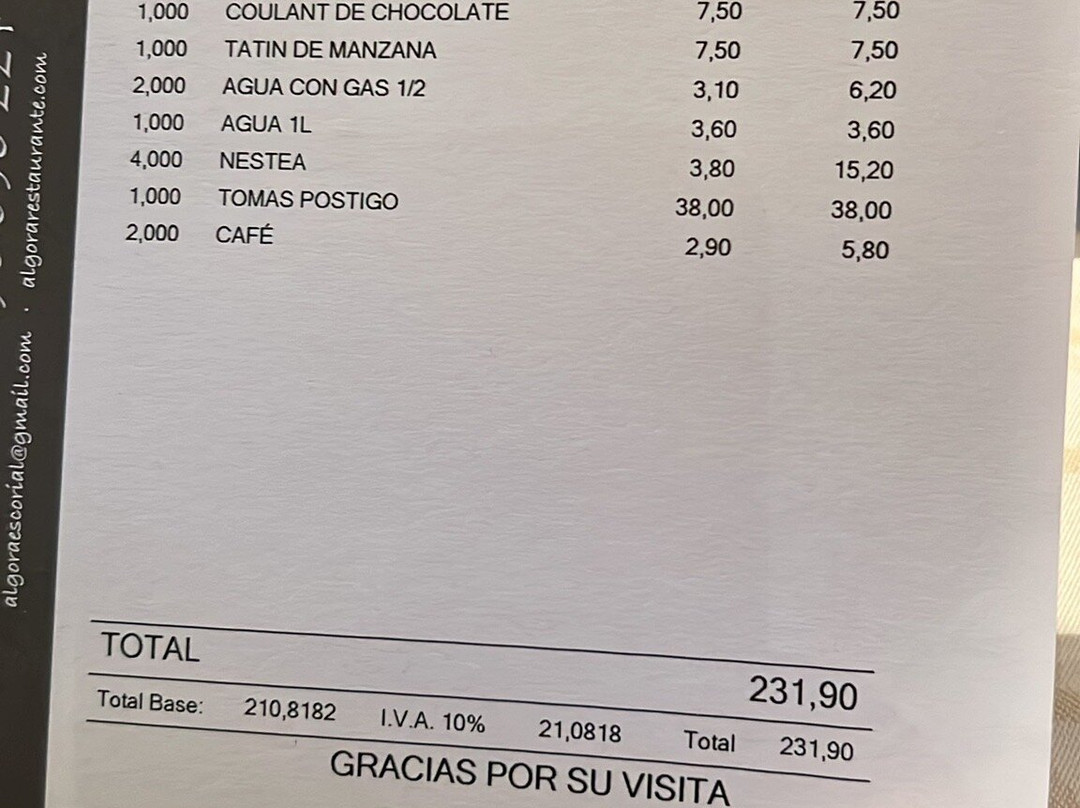 1,000 COULANT DE CHOCOLATE 7,50 7,50
1,000 TATIN DE MANZANA 7,50 7,50
2,000 AGUA CON GAS 1/2 3,10 6,20
1,000 AGUA 1L 3,60 3,60
4,000 NESTEA 3,80 15,20
1,000 TOMAS POSTIGO 38,00 38,00
2,000 CAFÉ 2,90 5,80
TOTAL 231,90
Total Base: 210,8182 I.V.A. 10% 21,0818 Total 231,90
GRACIAS POR SU VISITA
algoraescorial@gmail.com · algorarestaurante.com